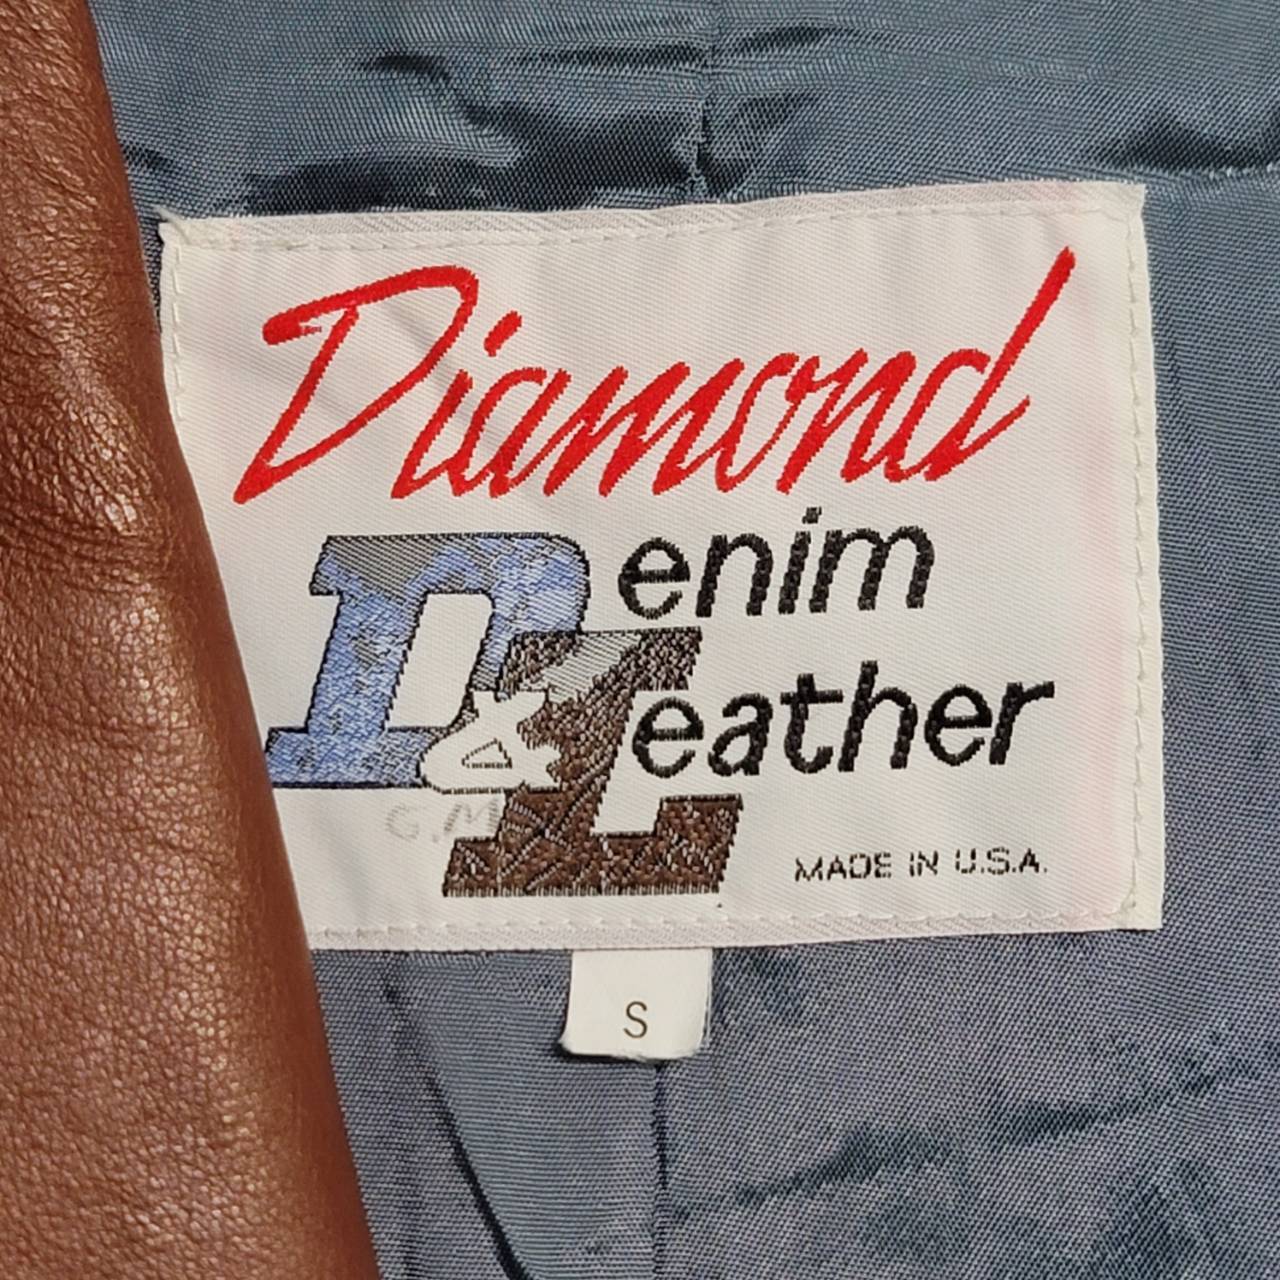 Diamond
Denim
& Leather
G.M
MADE IN U.S.A.
S